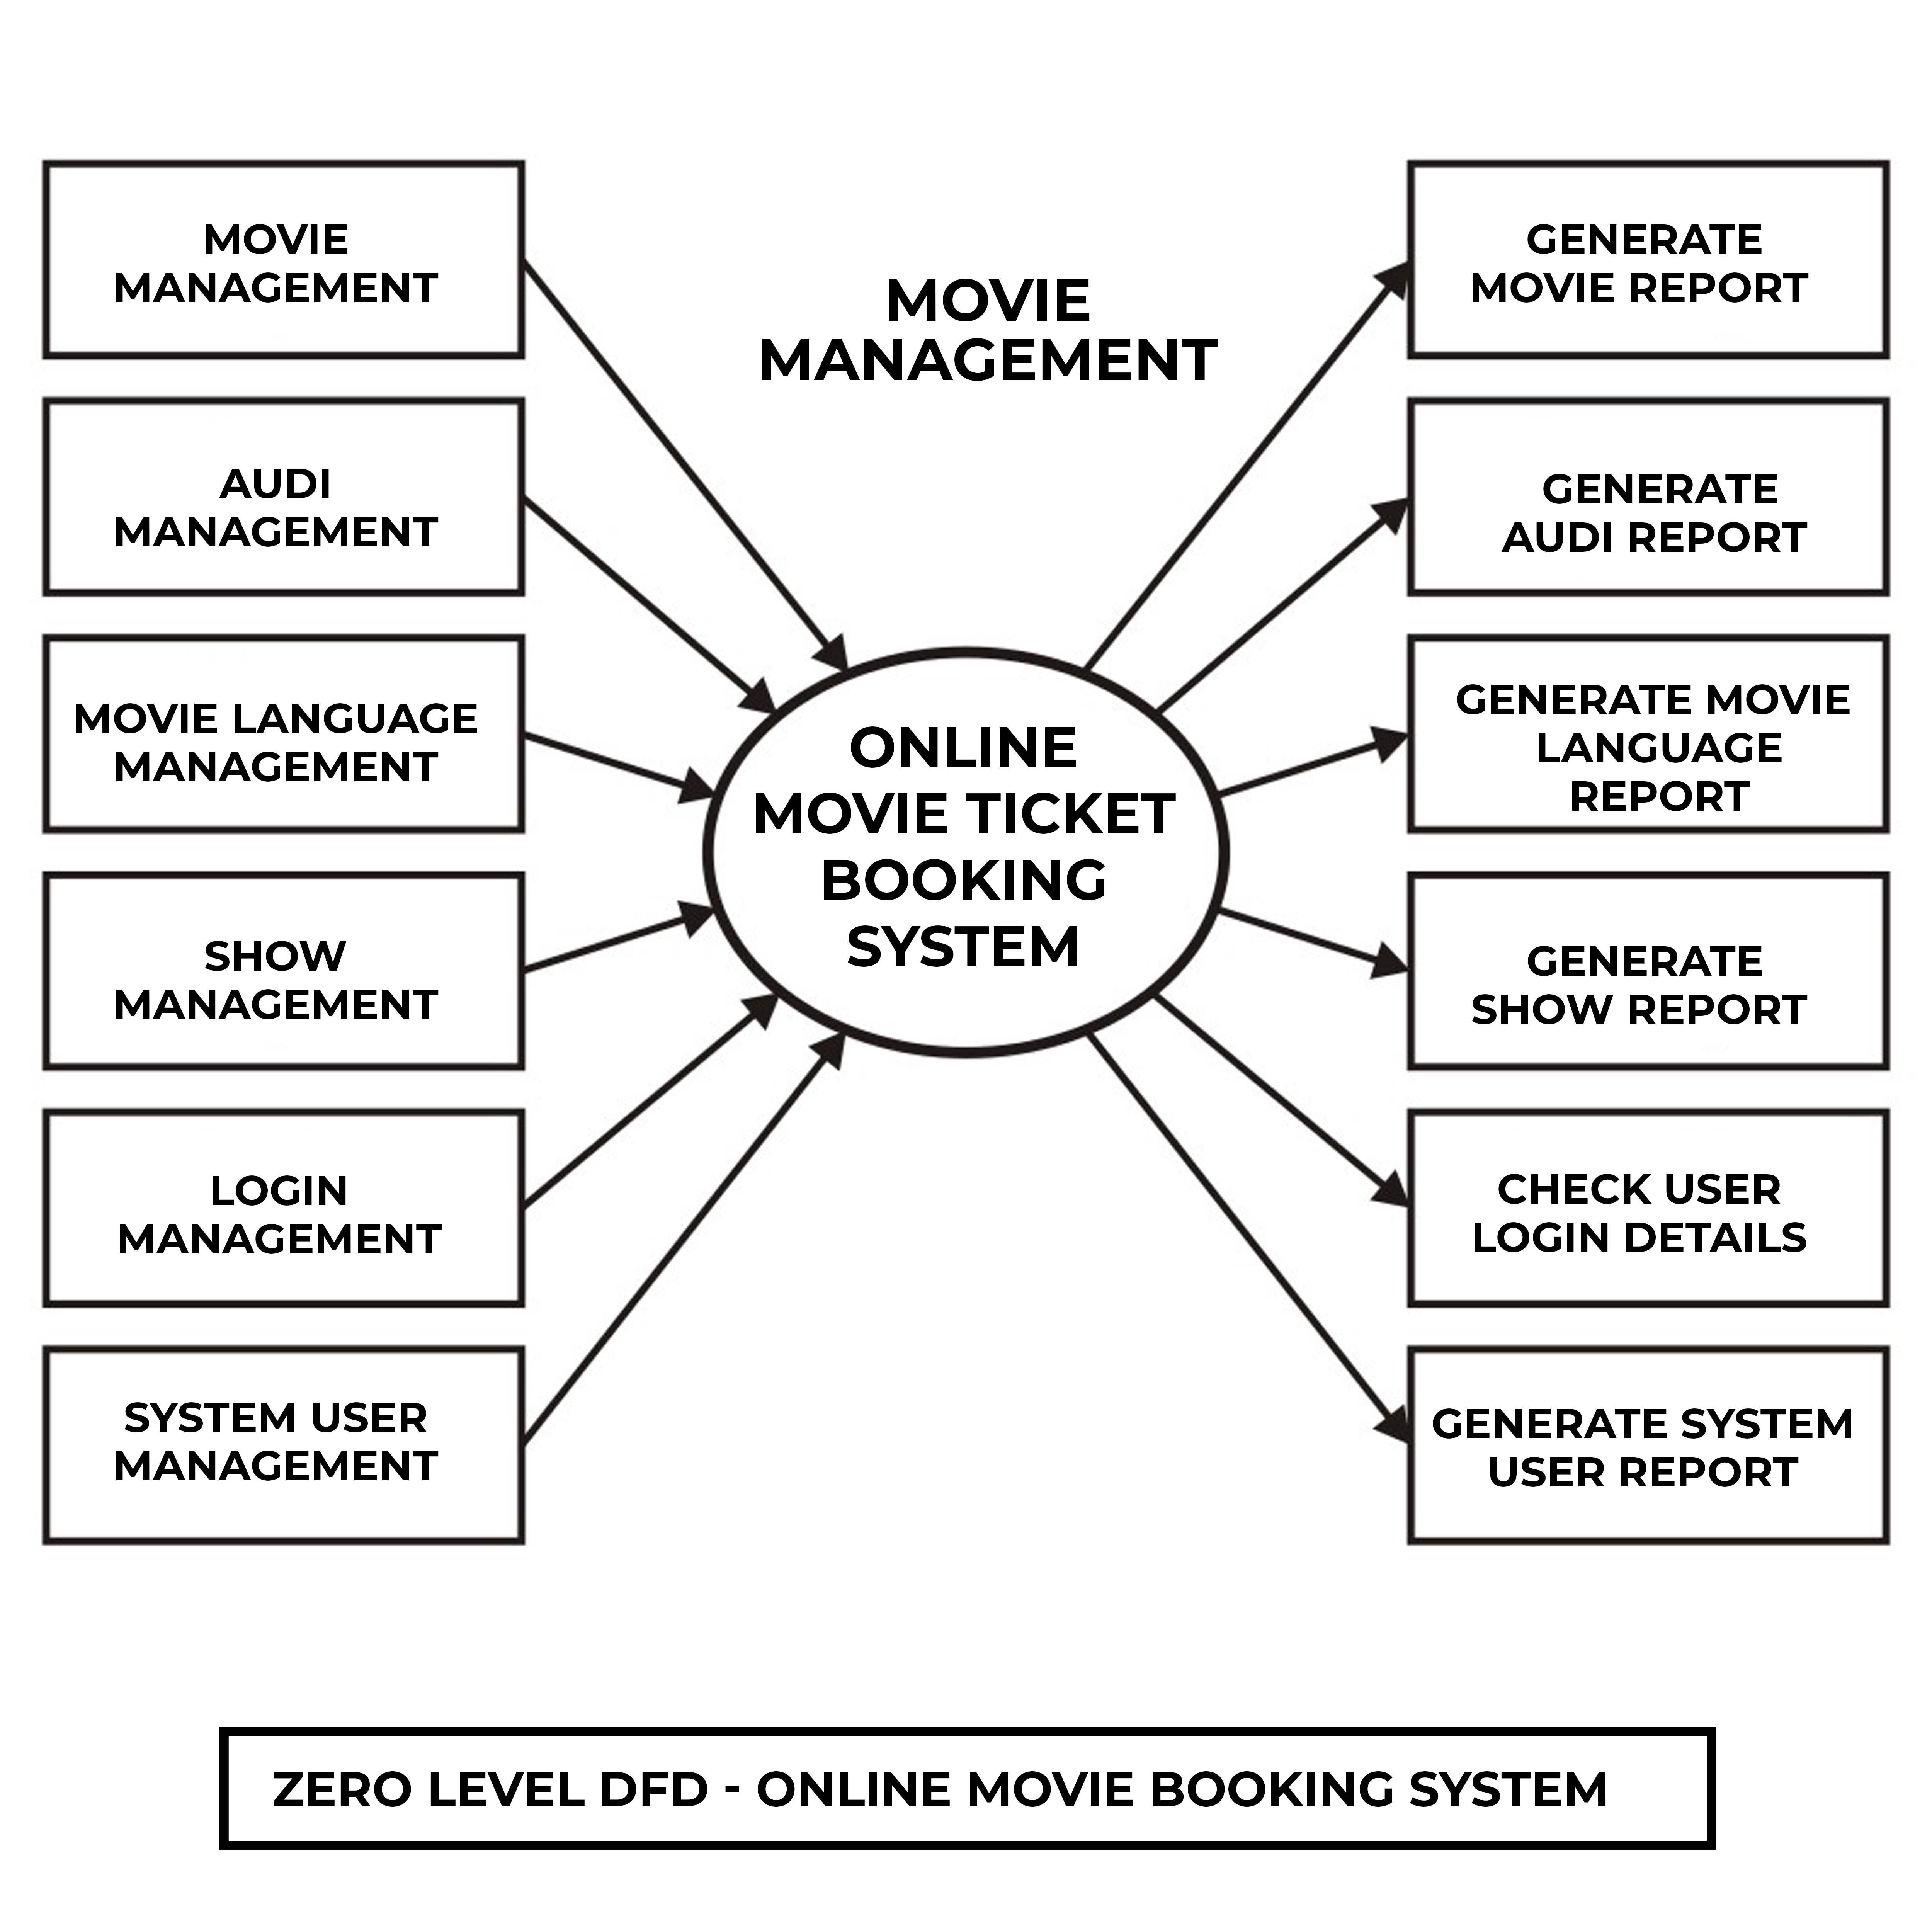 MOVIE
MANAGEMENT
AUDI
MANAGEMENT
MOVIE LANGUAGE
MANAGEMENT
SHOW
MANAGEMENT
LOGIN
MANAGEMENT
SYSTEM USER
MANAGEMENT
MOVIE
MANAGEMENT
ONLINE
MOVIE TICKET
BOOKING
SYSTEM
GENERATE
MOVIE REPORT
GENERATE
AUDI REPORT
GENERATE MOVIE
LANGUAGE
REPORT
GENERATE
SHOW REPORT
CHECK USER
LOGIN DETAILS
GENERATE SYSTEM
USER REPORT
ZERO LEVEL DFD - ONLINE MOVIE BOOKING SYSTEM